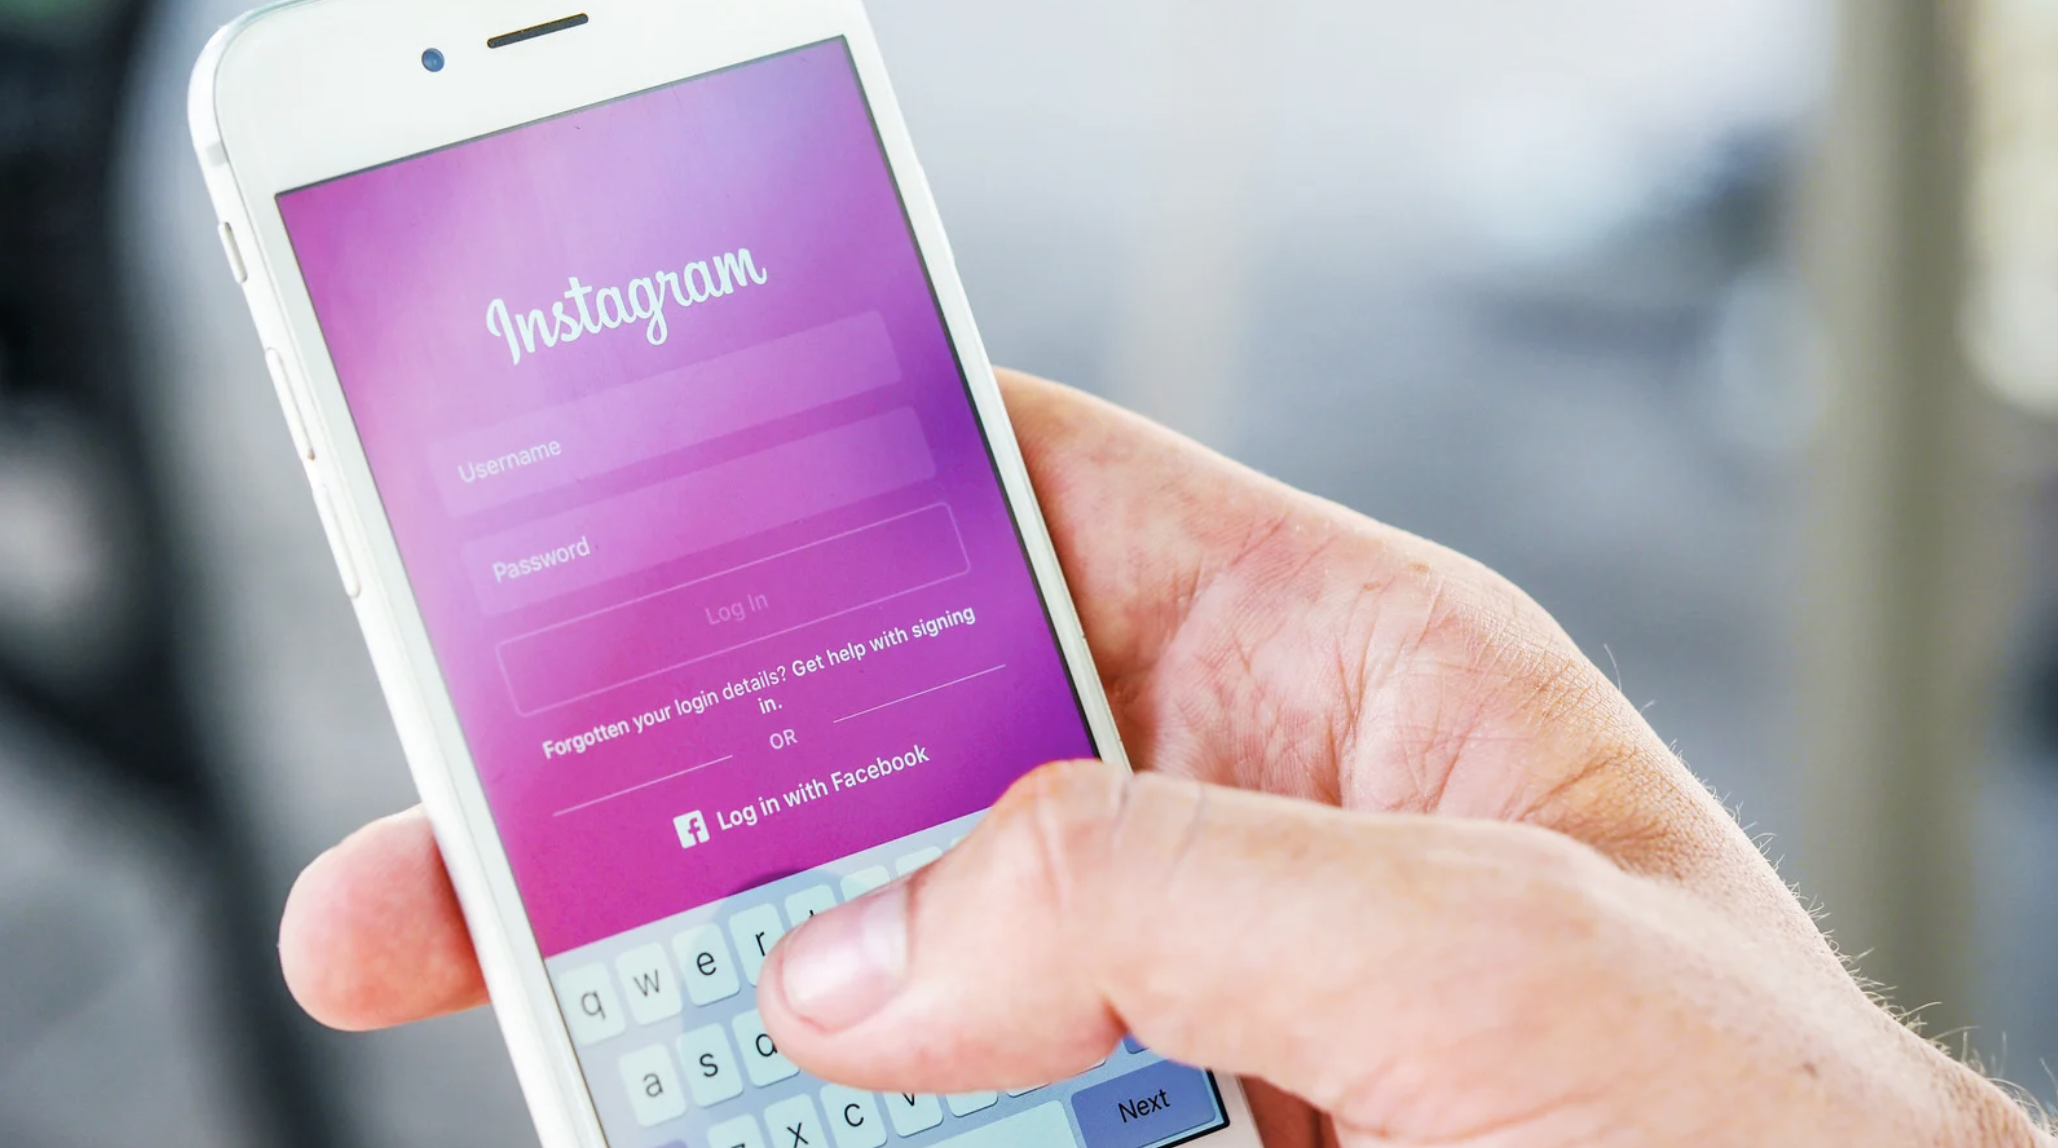 Instagram
Username
Password
Log In
Forgotten your login details? Get help with signing
in.
OR
Log in with Facebook
q w e r
a s d
x c v
Next